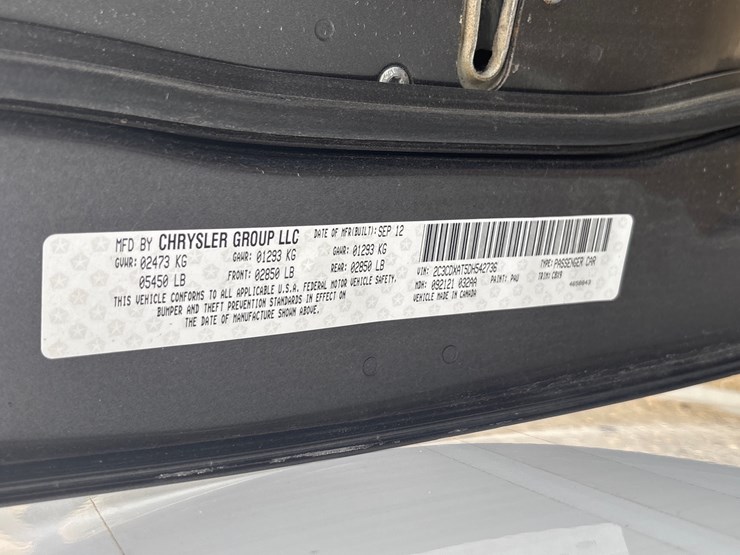 MFD BY CHRYSLER GROUP LLC DATE OF MFR(BUILT): SEP 12
GVWR: 02473 KG GAWR: 01293 KG GAWR: 01293 KG
05450 LB FRONT: 02850 LB REAR: 02850 LB
THIS VEHICLE CONFORMS TO ALL APPLICABLE U.S.A. FEDERAL MOTOR VEHICLE SAFETY,
BUMPER AND THEFT PREVENTION STANDARDS IN EFFECT ON
THE DATE OF MANUFACTURE SHOWN ABOVE.
VIN: 2C3CDXAT5DH542736 TYPE: PASSENGER CAR
MDH: 092121 032AA PAINT: PAU TRIM: C8X9
VEHICLE MADE IN CANADA